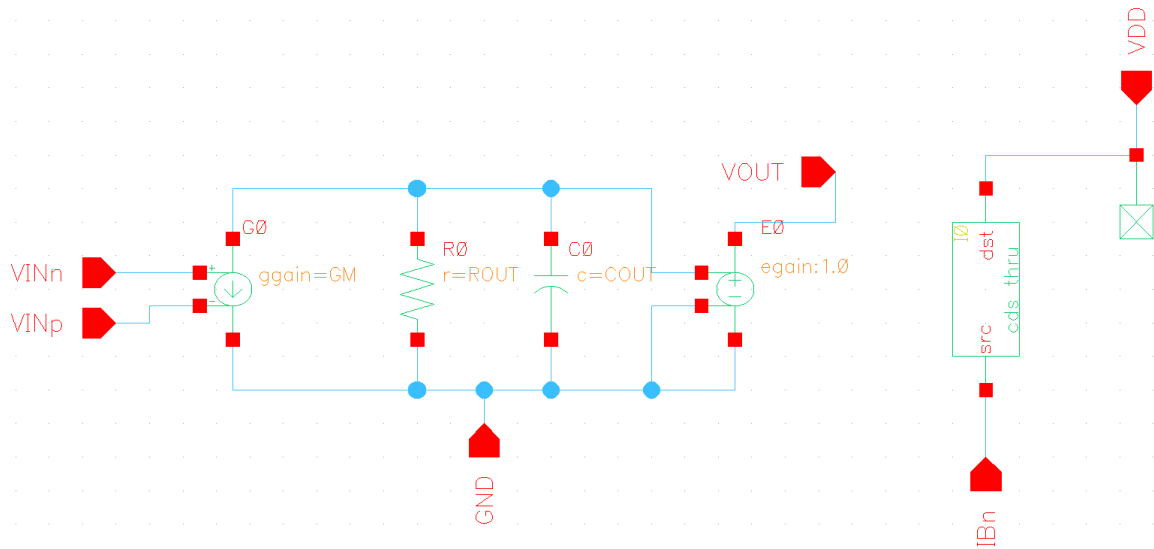 VDD
VOUT
G0
E0
I0
dst
R0
C0
VINn
+
ggain=GM
r=ROUT
c=COUT
+
egain:1.0
-
-
cds_thru
VINp
src
GND
IBn